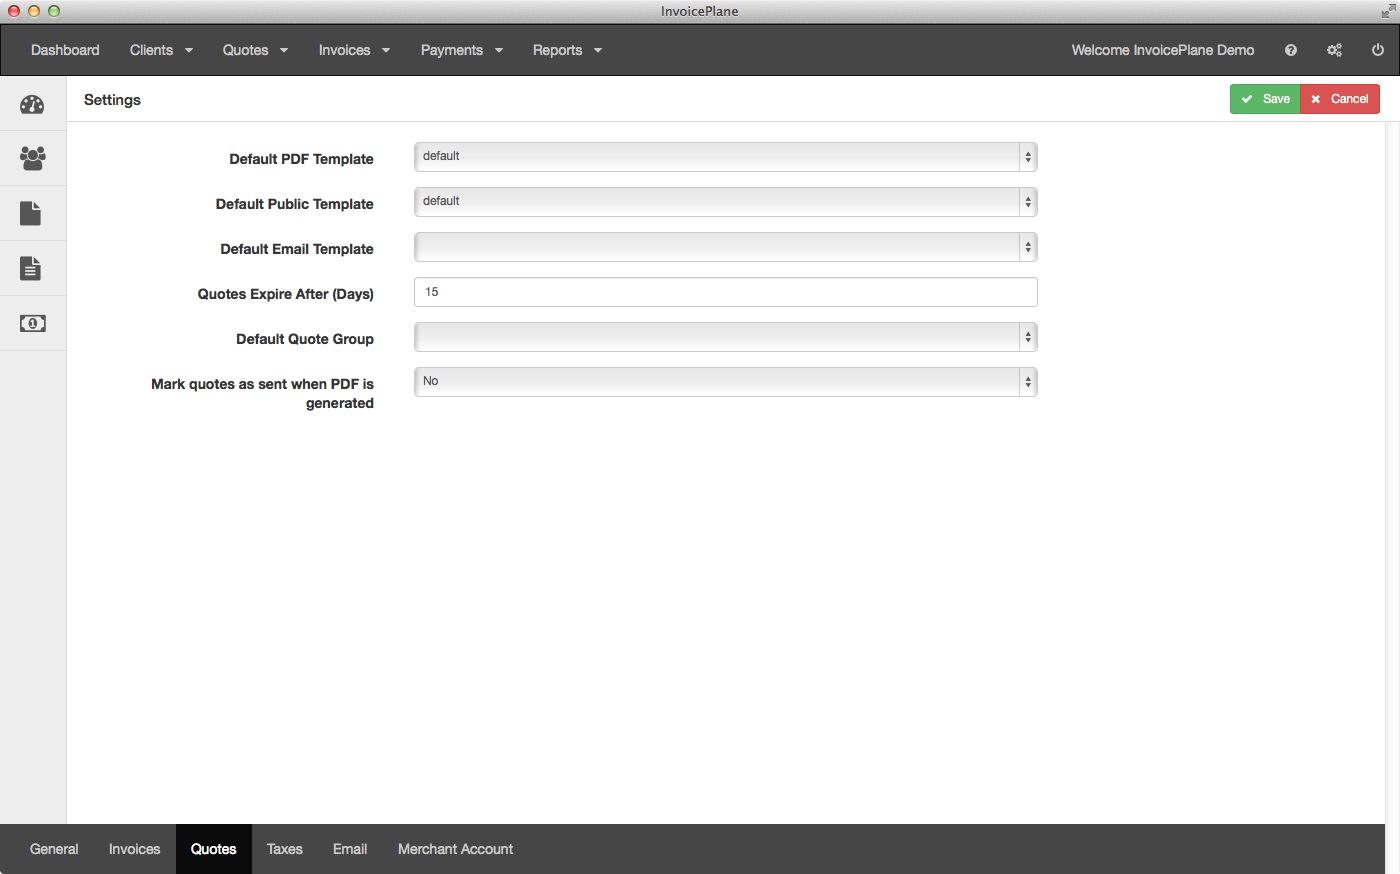 InvoicePlane
Dashboard Clients Quotes Invoices Payments Reports Welcome InvoicePlane Demo
Settings Save Cancel
Default PDF Template default
Default Public Template default
Default Email Template
Quotes Expire After (Days) 15
Default Quote Group
Mark quotes as sent when PDF is No
generated
General Invoices Quotes Taxes Email Merchant Account